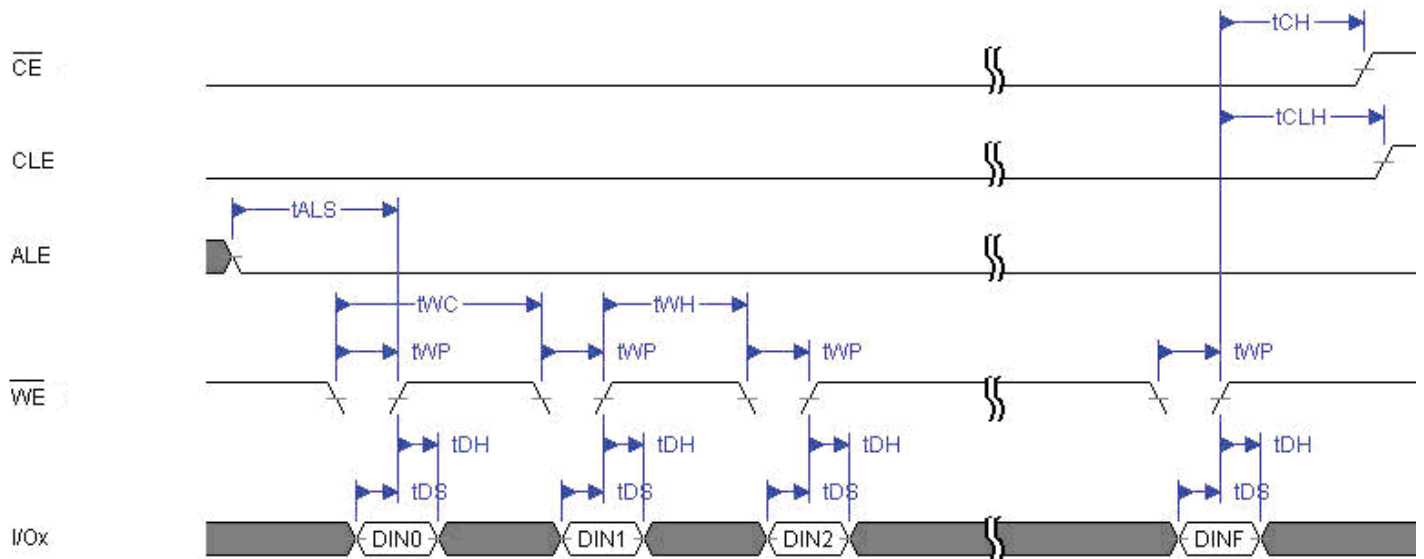 tCH
CE
tCLH
CLE
tALS
ALE
tWC
tWH
tWP
tWP
tWP
tWP
WE
tDH
tDH
tDH
tDH
tDS
tDS
tDS
tDS
I/Ox
DIN0
DIN1
DIN2
DINF